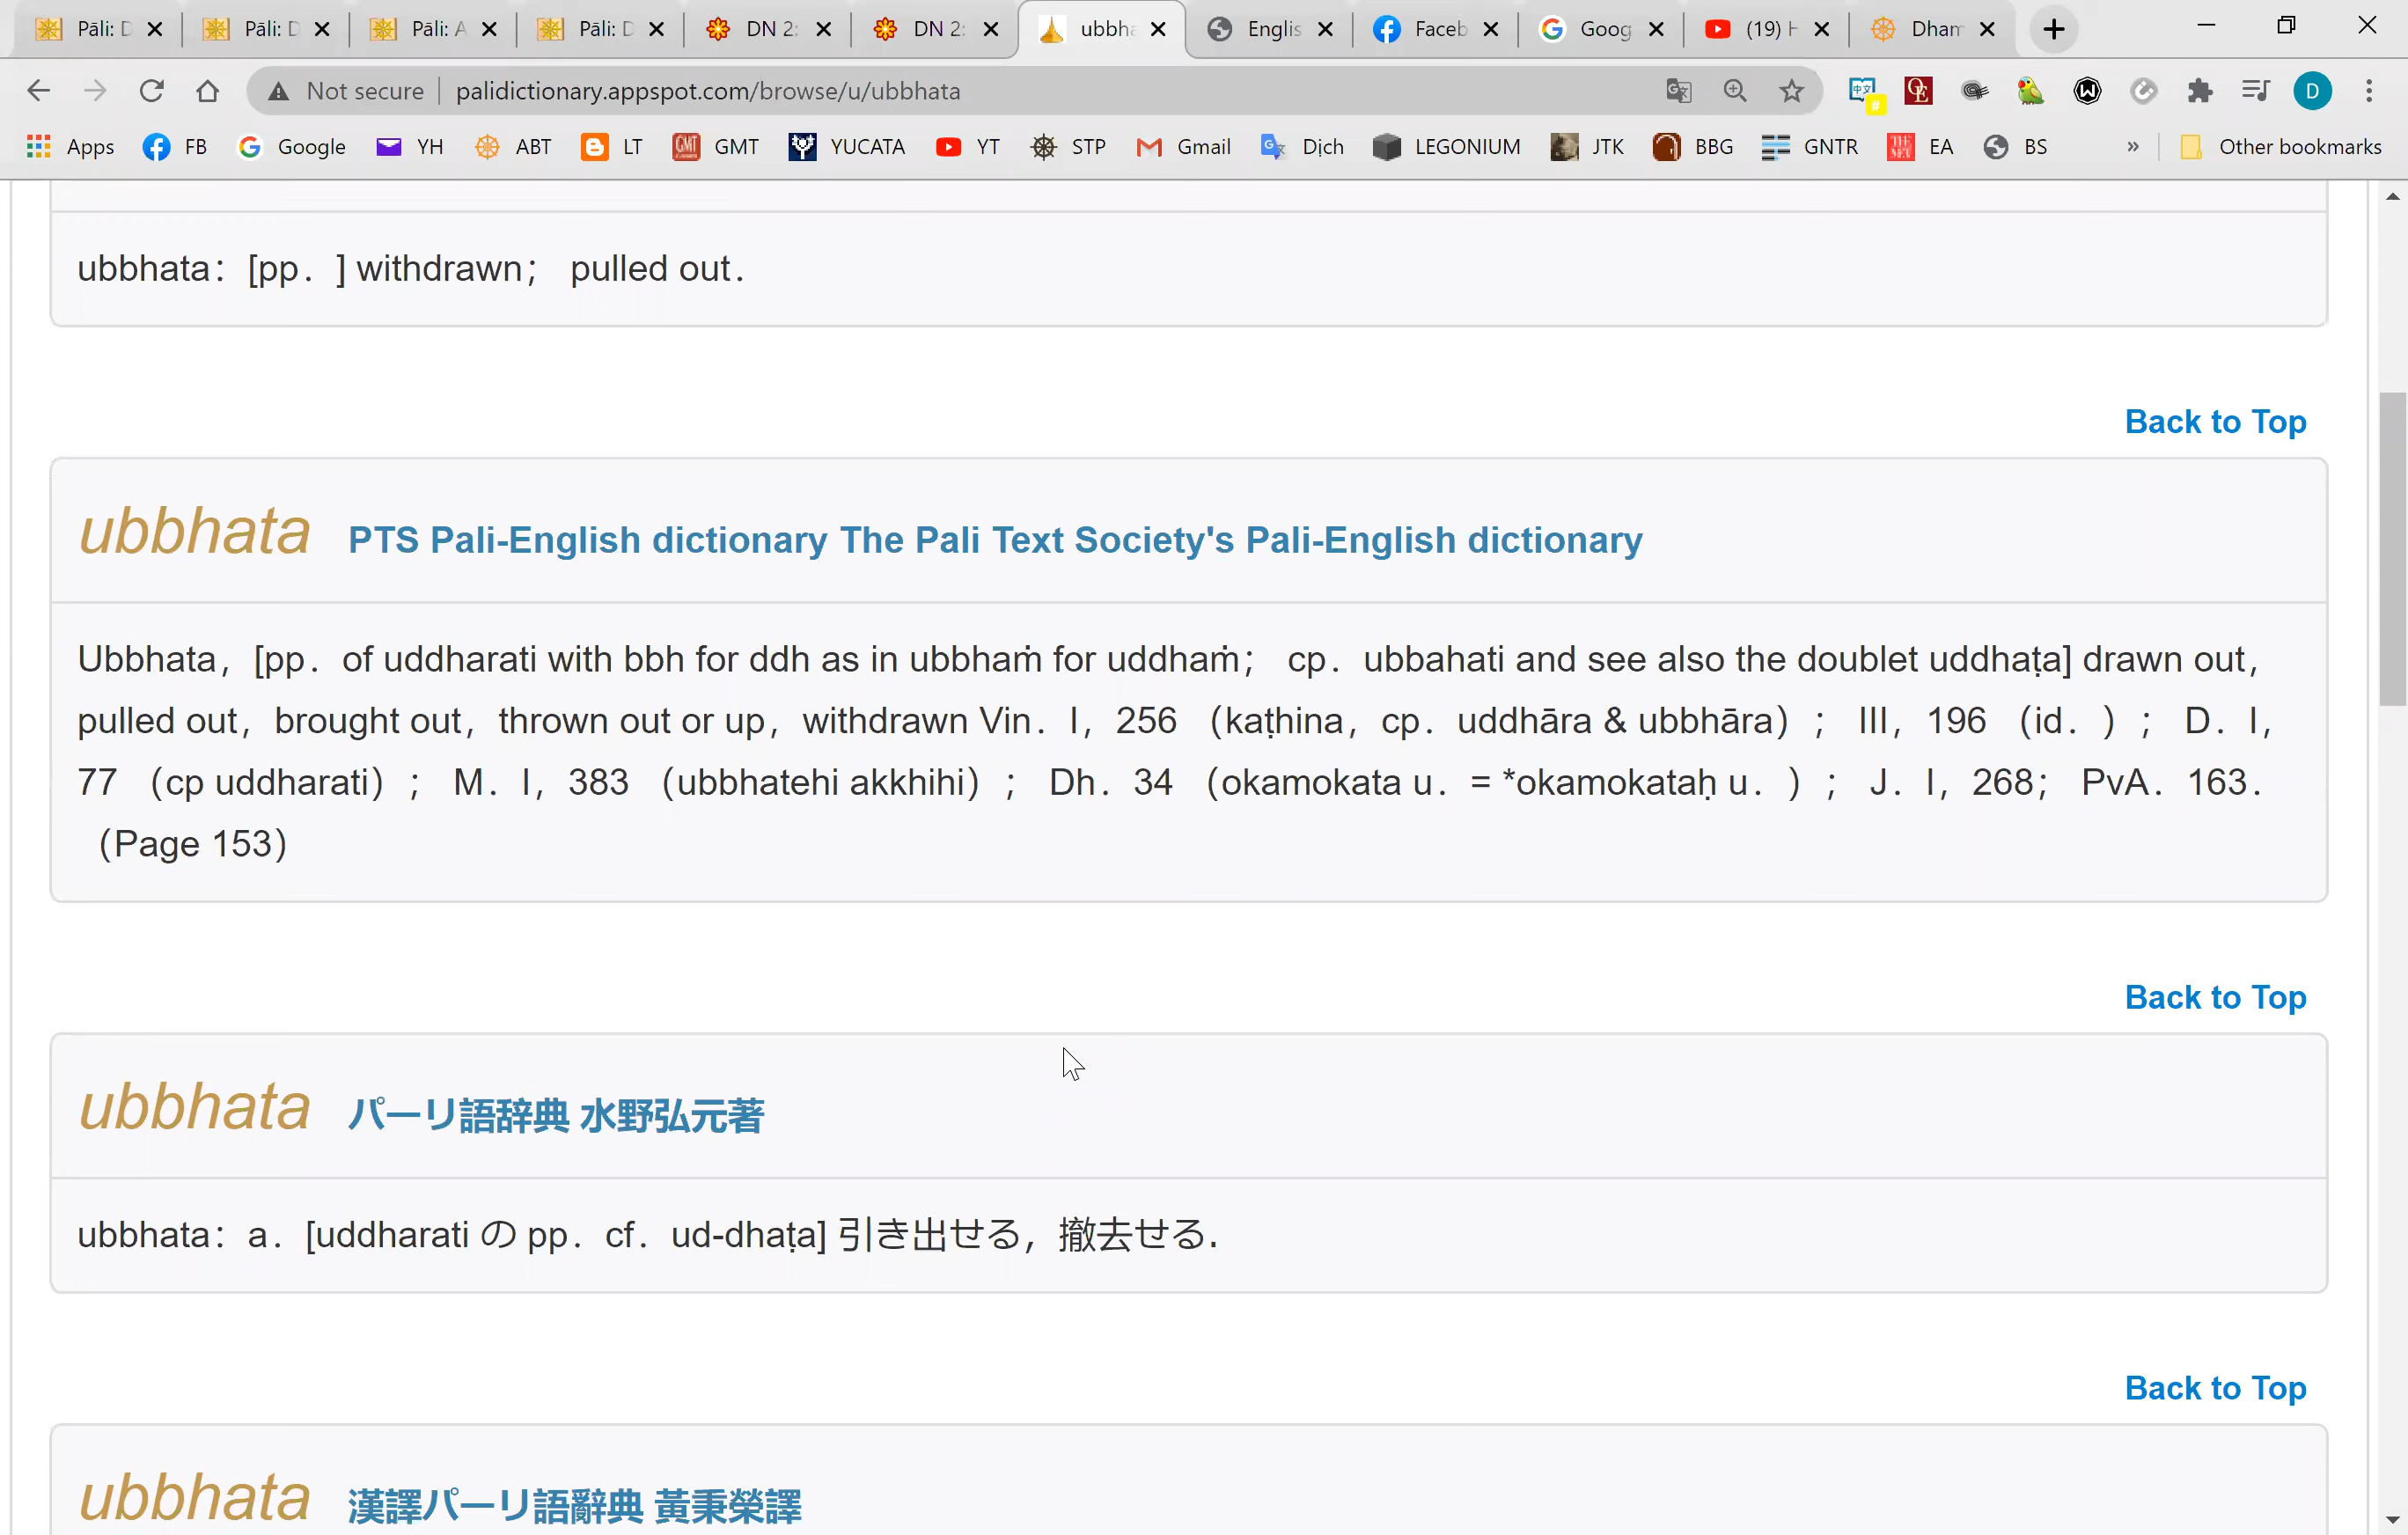 Pāli: D
Pāli: D
Pāli: A
Pāli: D
DN 2:
DN 2:
ubbha
Englis
Faceb
Goog
(19) H
Dham
Not secure
palidictionary.appspot.com/browse/u/ubbhata
D
Apps FB Google YH ABT LT GMT YUCATA YT STP Gmail Dịch LEGONIUM JTK BBG GNTR EA BS » Other bookmarks
ubbhata：[pp．] withdrawn； pulled out．
Back to Top
ubbhata PTS Pali-English dictionary The Pali Text Society's Pali-English dictionary
Ubbhata，[pp．of uddharati with bbh for ddh as in ubbhaṁ for uddhaṁ； cp．ubbahati and see also the doublet uddhaṭa] drawn out，
pulled out，brought out，thrown out or up，withdrawn Vin．I，256 （kaṭhina，cp．uddhāra & ubbhāra）； III，196 （id．）； D．I，
77 （cp uddharati）； M．I，383 （ubbhatehi akkhihi）； Dh．34 （okamokata u．= *okamokataḥ u．）； J．I，268； PvA．163．
（Page 153）
Back to Top
ubbhata パーリ語辞典 水野弘元著
ubbhata：a．[uddharati の pp．cf．ud-dhaṭa] 引き出せる，撤去せる．
Back to Top
ubbhata 漢譯パーリ語辭典 黃秉榮譯